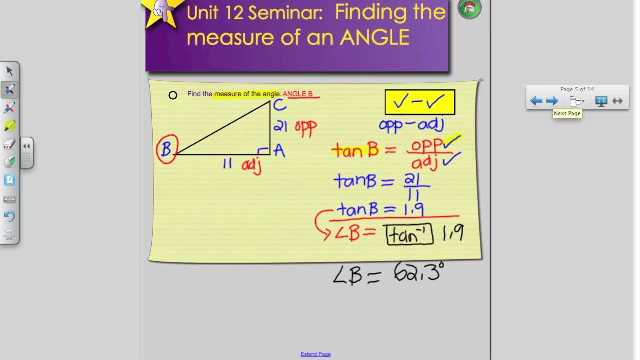 Unit 12 Seminar: Finding the
measure of an ANGLE
Find the measure of the angle: ANGLE B
C
21 opp
B
A
11 adj
✓-✓
opp-adj
tan B = opp✓
adj✓
tanB = 21
11
tanB = 1.9
∠B = tan⁻¹ 1.9
∠B = 62.3°
Extend Page
Page 5 of 14
Next Page